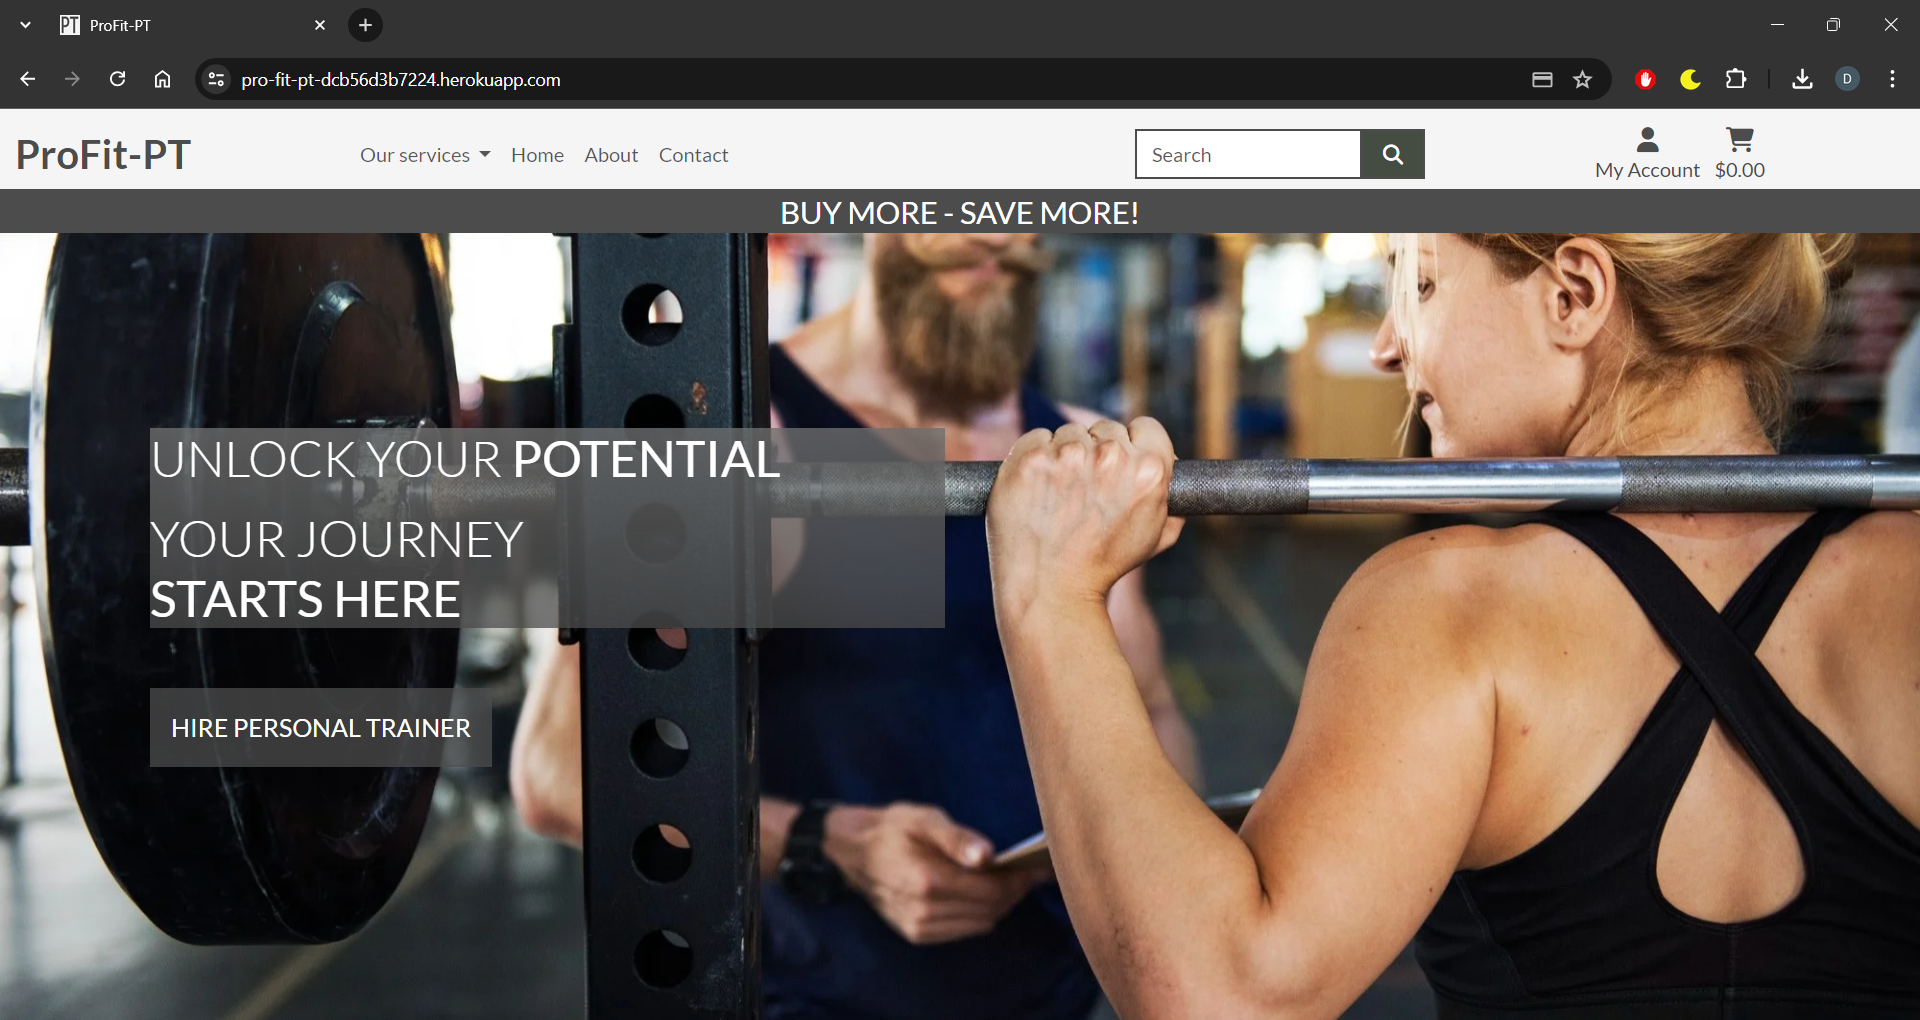 PT ProFit-PT
pro-fit-pt-dcb56d3b7224.herokuapp.com
D
ProFit-PT
Our services Home About Contact
Search
My Account $0.00
BUY MORE - SAVE MORE!
UNLOCK YOUR POTENTIAL
YOUR JOURNEY
STARTS HERE
HIRE PERSONAL TRAINER